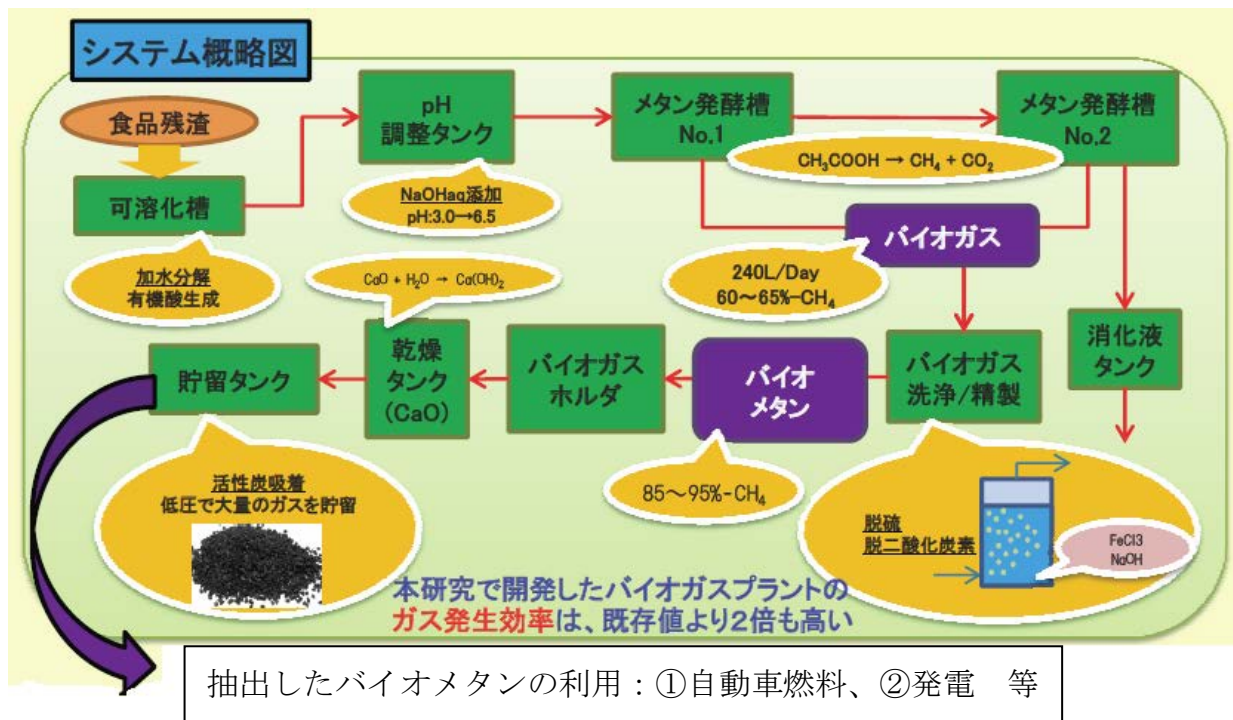 システム概略図
食品残渣
可溶化槽
加水分解
有機酸生成
pH
調整タンク
NaOHaq添加
pH:3.0→6.5
メタン発酵槽
No.1
CH₃COOH → CH₄ + CO₂
メタン発酵槽
No.2
バイオガス
240L/Day
60～65%-CH₄
消化液
タンク
バイオガス
洗浄/精製
脱硫
脱二酸化炭素
FeCl3
NaOH
バイオ
メタン
85～95%-CH₄
バイオガス
ホルダ
CaO + H₂O → Ca(OH)₂
乾燥
タンク
(CaO)
貯留タンク
活性炭吸着
低圧で大量のガスを貯留
本研究で開発したバイオガスプラントの
ガス発生効率は、既存値より2倍も高い
抽出したバイオメタンの利用：①自動車燃料、②発電　等